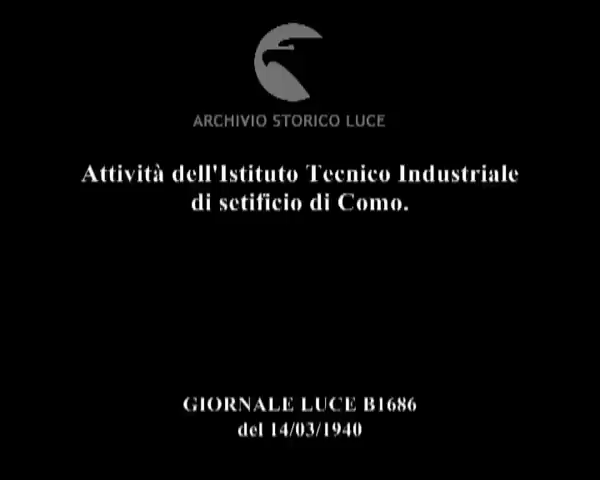 ARCHIVIO STORICO LUCE
Attività dell'Istituto Tecnico Industriale
di setificio di Como.
GIORNALE LUCE B1686
del 14/03/1940